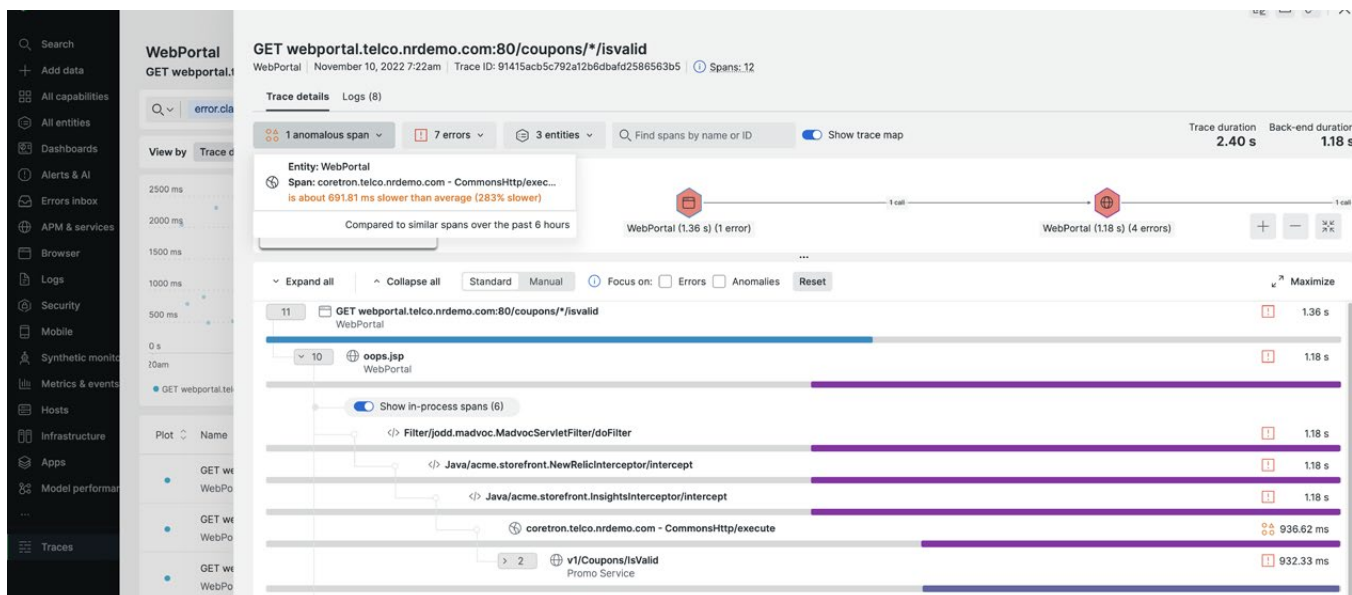 Search
Add data
All capabilities
All entities
Dashboards
Alerts & AI
Errors inbox
APM & services
Browser
Logs
Security
Mobile
Synthetic monito
Metrics & events
Hosts
Infrastructure
Apps
Model performan
...
Traces
WebPortal
GET webportal.t
error.cla
View by Trace d
2500 ms
2000 ms
1500 ms
1000 ms
500 ms
0 s
20am
GET webportal.tel
Plot Name
GET we
WebPo
GET we
WebPo
GET we
WebPo
GET webportal.telco.nrdemo.com:80/coupons/*/isvalid
WebPortal November 10, 2022 7:22am Trace ID: 91415acb5c792a12b6dbafd2586563b5 Spans: 12
Trace details Logs (8)
1 anomalous span 7 errors 3 entities Find spans by name or ID Show trace map
Trace duration Back-end duration
2.40 s 1.18 s
Entity: WebPortal
Span: coretron.telco.nrdemo.com - CommonsHttp/exec...
is about 691.81 ms slower than average (283% slower)
Compared to similar spans over the past 6 hours
1 call 1 call
WebPortal (1.36 s) (1 error) WebPortal (1.18 s) (4 errors)
...
Expand all Collapse all Standard Manual Focus on: Errors Anomalies Reset Maximize
11 GET webportal.telco.nrdemo.com:80/coupons/*/isvalid 1.36 s
WebPortal
10 oops.jsp 1.18 s
WebPortal
Show in-process spans (6)
</> Filter/jodd.madvoc.MadvocServletFilter/doFilter 1.18 s
</> Java/acme.storefront.NewRelicInterceptor/intercept 1.18 s
</> Java/acme.storefront.InsightsInterceptor/intercept 1.18 s
coretron.telco.nrdemo.com - CommonsHttp/execute 936.62 ms
2 v1/Coupons/IsValid 932.33 ms
Promo Service